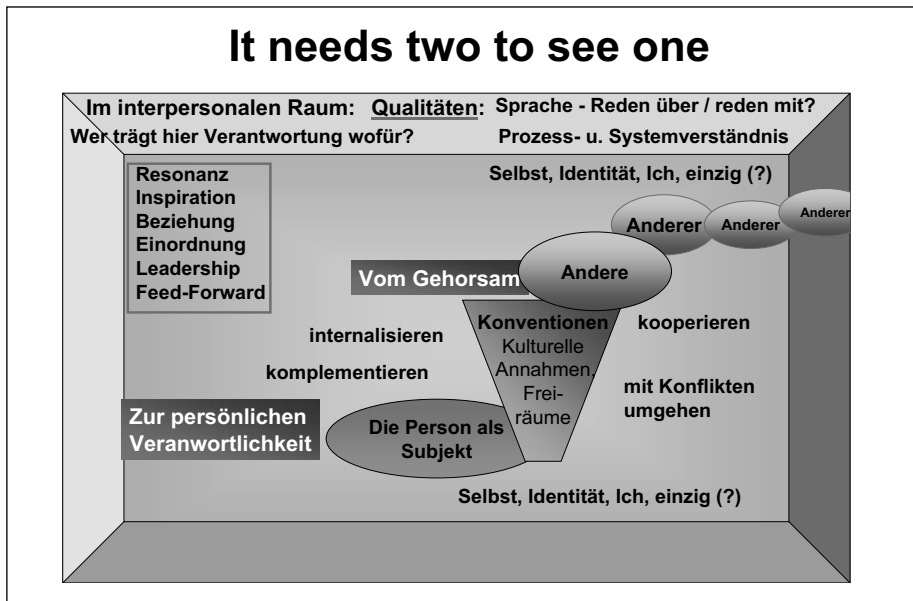 It needs two to see one
Im interpersonalen Raum: Qualitäten: Sprache - Reden über / reden mit?
Wer trägt hier Verantwortung wofür? Prozess- u. Systemverständnis
Resonanz
Inspiration
Beziehung
Einordnung
Leadership
Feed-Forward
Selbst, Identität, Ich, einzig (?)
Anderer
Anderer
Anderer
Andere
Vom Gehorsam
Konventionen
Kulturelle
Annahmen.
Frei-
räume
internalisieren
komplementieren
kooperieren
mit Konflikten
umgehen
Zur persönlichen
Veranwortlichkeit
Die Person als
Subjekt
Selbst, Identität, Ich, einzig (?)